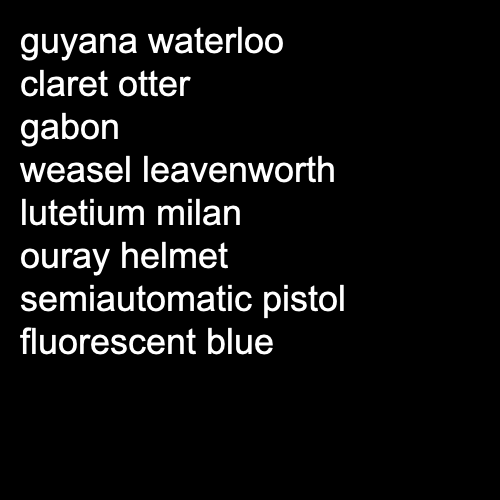 guyana waterloo
claret otter
gabon
weasel leavenworth
lutetium milan
ouray helmet
semiautomatic pistol
fluorescent blue